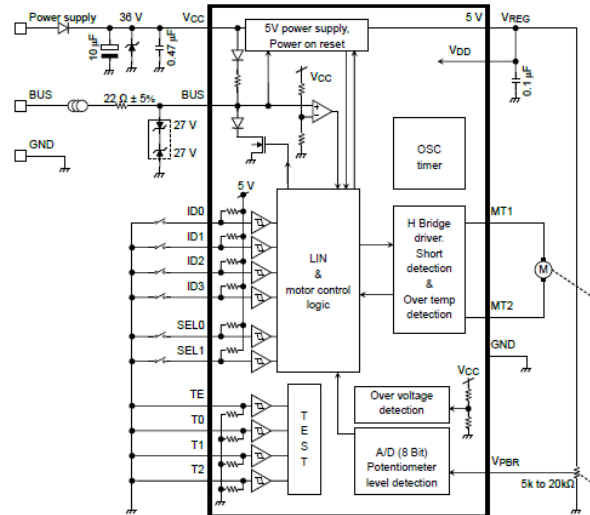 Power supply
36 V
VCC
10 μF
0.47 μF
5V power supply,
Power on reset
5 V
VREG
VDD
0.1 μF
BUS
22 Ω ± 5%
BUS
VCC
27 V
27 V
GND
OSC
timer
5 V
ID0
ID1
ID2
ID3
SEL0
SEL1
LIN
&
motor control
logic
H Bridge
driver.
Short
detection
&
Over temp
detection
MT1
M
MT2
GND
VCC
Over voltage
detection
TE
T0
T1
T2
T
E
S
T
A/D (8 Bit)
Potentiometer
level detection
VPBR
5k to 20kΩ